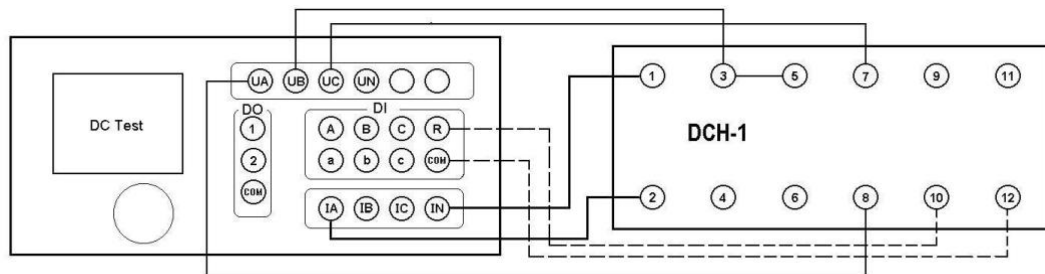 UA UB UC UN
DO
DI
1
A B C R
DC Test
2
a b c COM
COM
IA IB IC IN
1 3 5 7 9 11
DCH-1
2 4 6 8 10 12